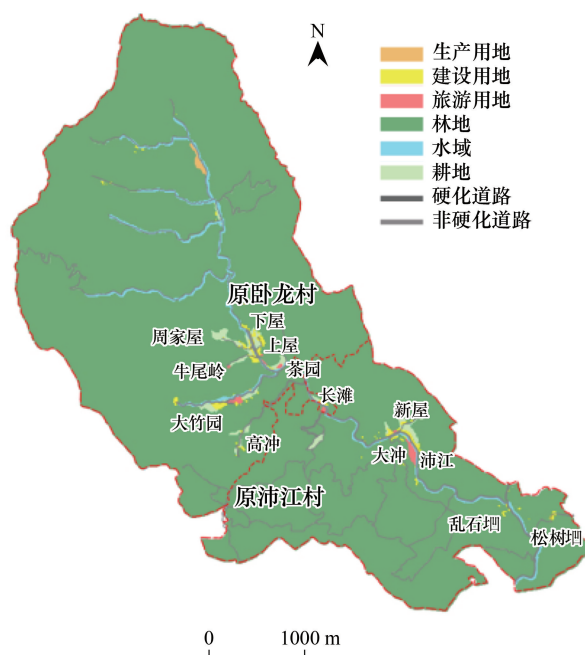 N
生产用地
建设用地
旅游用地
林地
水域
耕地
硬化道路
非硬化道路
原卧龙村
下屋
周家屋
上屋
牛尾岭
茶园
长滩
大竹园
新屋
高冲
大冲
沛江
原沛江村
乱石垇
松树垇
0
1000 m